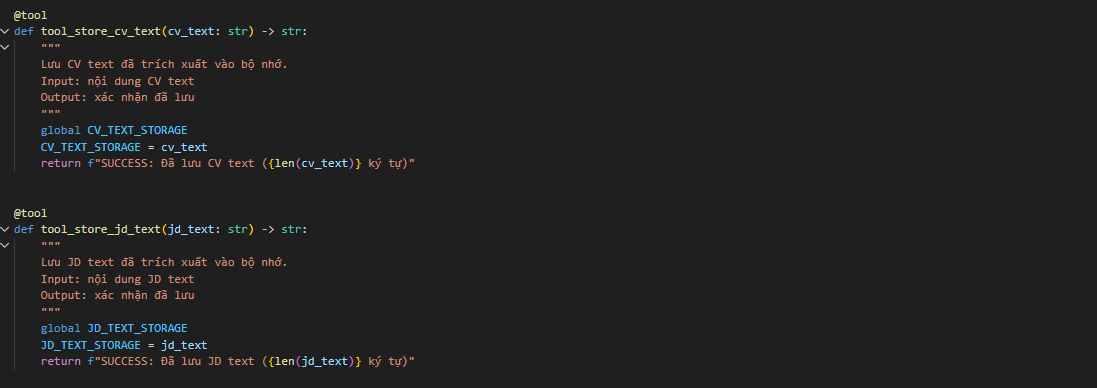 @tool
def tool_store_cv_text(cv_text: str) -> str:
    """
    Lưu CV text đã trích xuất vào bộ nhớ.
    Input: nội dung CV text
    Output: xác nhận đã lưu
    """
    global CV_TEXT_STORAGE
    CV_TEXT_STORAGE = cv_text
    return f"SUCCESS: Đã lưu CV text ({len(cv_text)} ký tự)"
@tool
def tool_store_jd_text(jd_text: str) -> str:
    """
    Lưu JD text đã trích xuất vào bộ nhớ.
    Input: nội dung JD text
    Output: xác nhận đã lưu
    """
    global JD_TEXT_STORAGE
    JD_TEXT_STORAGE = jd_text
    return f"SUCCESS: Đã lưu JD text ({len(jd_text)} ký tự)"